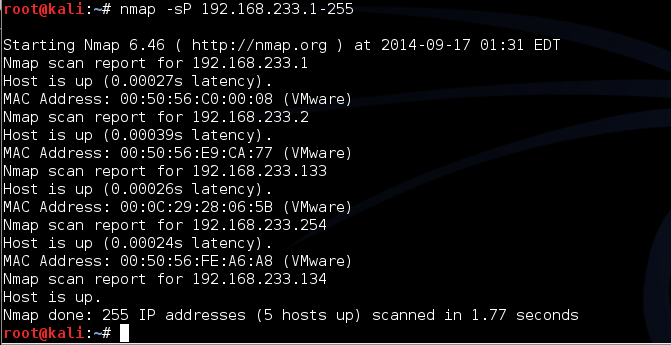 root@kali:~# nmap -sP 192.168.233.1-255
Starting Nmap 6.46 ( http://nmap.org ) at 2014-09-17 01:31 EDT
Nmap scan report for 192.168.233.1
Host is up (0.00027s latency).
MAC Address: 00:50:56:C0:00:08 (VMware)
Nmap scan report for 192.168.233.2
Host is up (0.00039s latency).
MAC Address: 00:50:56:E9:CA:77 (VMware)
Nmap scan report for 192.168.233.133
Host is up (0.00026s latency).
MAC Address: 00:0C:29:28:06:5B (VMware)
Nmap scan report for 192.168.233.254
Host is up (0.00024s latency).
MAC Address: 00:50:56:FE:A6:A8 (VMware)
Nmap scan report for 192.168.233.134
Host is up.
Nmap done: 255 IP addresses (5 hosts up) scanned in 1.77 seconds
root@kali:~#